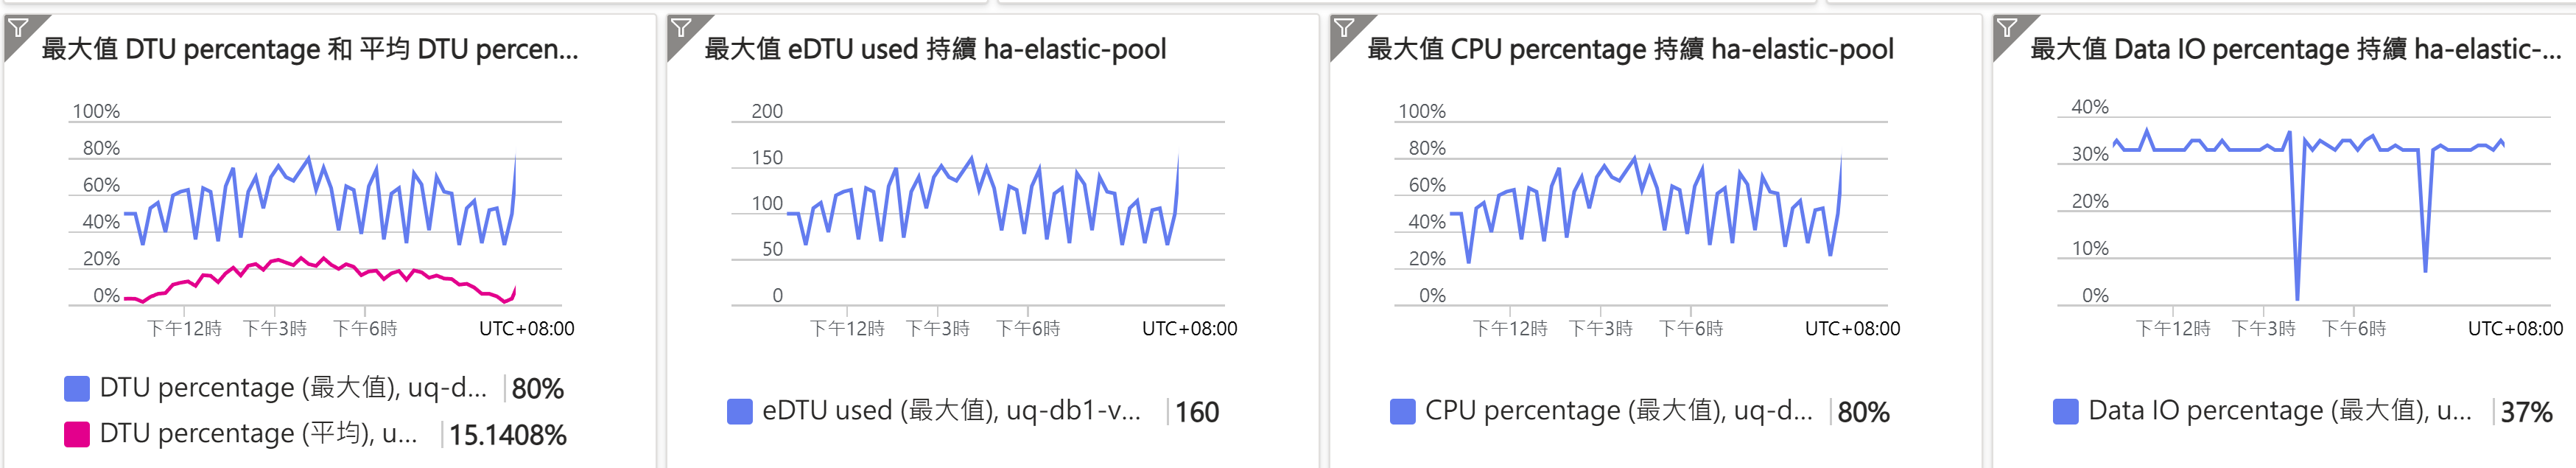 最大值 DTU percentage 和 平均 DTU percen...
100%
80%
60%
40%
20%
0%
下午12時 下午3時 下午6時 UTC+08:00
DTU percentage (最大值), uq-d... 80%
DTU percentage (平均), u... 15.1408%
最大值 eDTU used 持續 ha-elastic-pool
200
150
100
50
0
下午12時 下午3時 下午6時 UTC+08:00
eDTU used (最大值), uq-db1-v... 160
最大值 CPU percentage 持續 ha-elastic-pool
100%
80%
60%
40%
20%
0%
下午12時 下午3時 下午6時 UTC+08:00
CPU percentage (最大值), uq-d... 80%
最大值 Data IO percentage 持續 ha-elastic-...
40%
30%
20%
10%
0%
下午12時 下午3時 下午6時 UTC+08:00
Data IO percentage (最大值), u... 37%